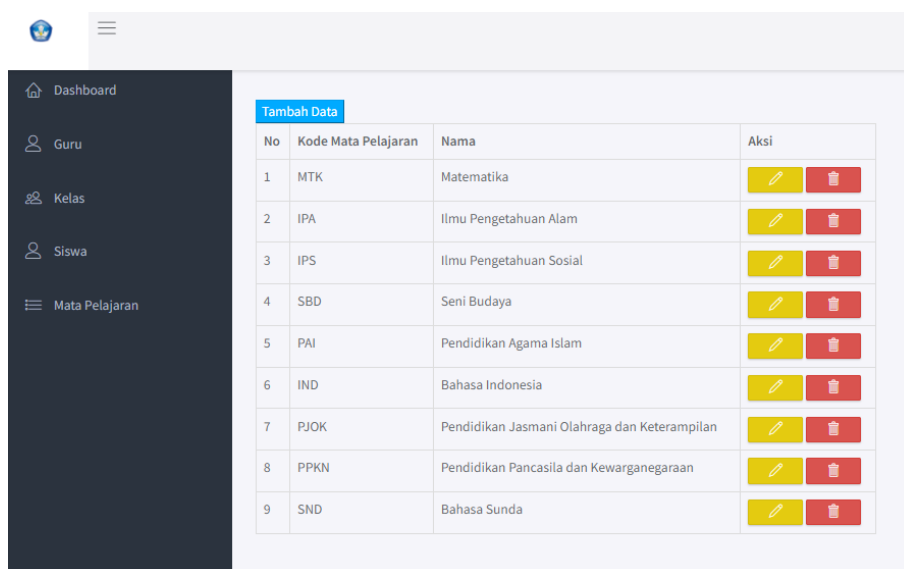 Dashboard
Guru
Kelas
Siswa
Mata Pelajaran
Tambah Data
No Kode Mata Pelajaran Nama Aksi
1 MTK Matematika
2 IPA Ilmu Pengetahuan Alam
3 IPS Ilmu Pengetahuan Sosial
4 SBD Seni Budaya
5 PAI Pendidikan Agama Islam
6 IND Bahasa Indonesia
7 PJOK Pendidikan Jasmani Olahraga dan Keterampilan
8 PPKN Pendidikan Pancasila dan Kewarganegaraan
9 SND Bahasa Sunda